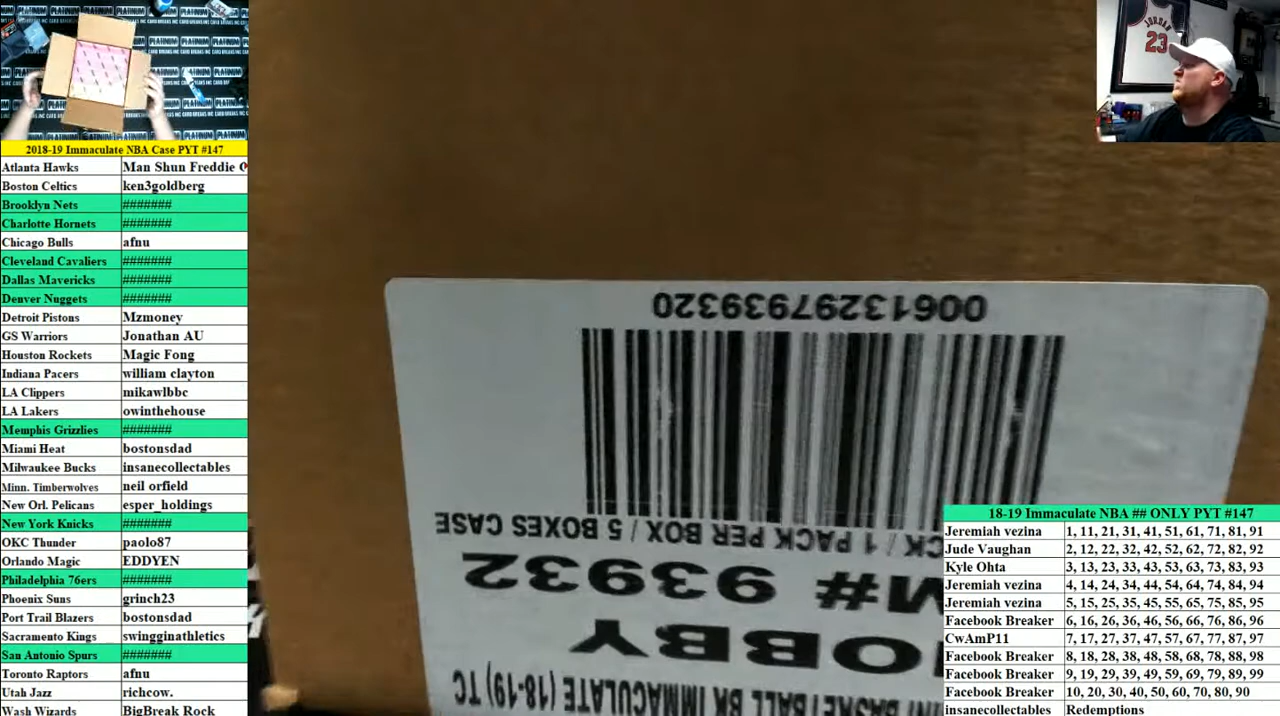 2018-19 Immaculate NBA Case PYT #147
Atlanta Hawks Man Shun Freddie
Boston Celtics ken3goldberg
Brooklyn Nets #######
Charlotte Hornets #######
Chicago Bulls afnu
Cleveland Cavaliers #######
Dallas Mavericks #######
Denver Nuggets #######
Detroit Pistons Mzmoney
GS Warriors Jonathan AU
Houston Rockets Magic Fong
Indiana Pacers william clayton
LA Clippers mikawlbbc
LA Lakers owinthehouse
Memphis Grizzlies #######
Miami Heat bostonsdad
Milwaukee Bucks insanecollectables
Minn. Timberwolves neil orfield
New Orl. Pelicans esper_holdings
New York Knicks #######
OKC Thunder paolo87
Orlando Magic EDDYEN
Philadelphia 76ers #######
Phoenix Suns grinch23
Port Trail Blazers bostonsdad
Sacramento Kings swingginathletics
San Antonio Spurs #######
Toronto Raptors afnu
Utah Jazz richcow.
Wash Wizards BigBreak Rock
PLATINUM
JORDAN
23
00613297939320
CK / 1 PACK PER BOX / 5 BOXES CASE
M# 93932
OBBY
BASKETBALL BK IMMACULATE (18-19) TC
18-19 Immaculate NBA ## ONLY PYT #147
Jeremiah vezina 1, 11, 21, 31, 41, 51, 61, 71, 81, 91
Jude Vaughan 2, 12, 22, 32, 42, 52, 62, 72, 82, 92
Kyle Ohta 3, 13, 23, 33, 43, 53, 63, 73, 83, 93
Jeremiah vezina 4, 14, 24, 34, 44, 54, 64, 74, 84, 94
Jeremiah vezina 5, 15, 25, 35, 45, 55, 65, 75, 85, 95
Facebook Breaker 6, 16, 26, 36, 46, 56, 66, 76, 86, 96
CwAmP11 7, 17, 27, 37, 47, 57, 67, 77, 87, 97
Facebook Breaker 8, 18, 28, 38, 48, 58, 68, 78, 88, 98
Facebook Breaker 9, 19, 29, 39, 49, 59, 69, 79, 89, 99
Facebook Breaker 10, 20, 30, 40, 50, 60, 70, 80, 90
insanecollectables Redemptions